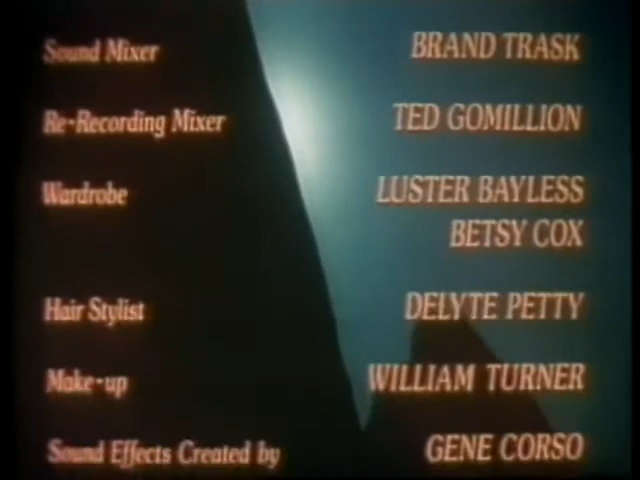 Sound Mixer BRAND TRASK
Re-Recording Mixer TED GOMILLION
Wardrobe LUSTER BAYLESS
BETSY COX
Hair Stylist DELYTE PETTY
Make-up WILLIAM TURNER
Sound Effects Created by GENE CORSO